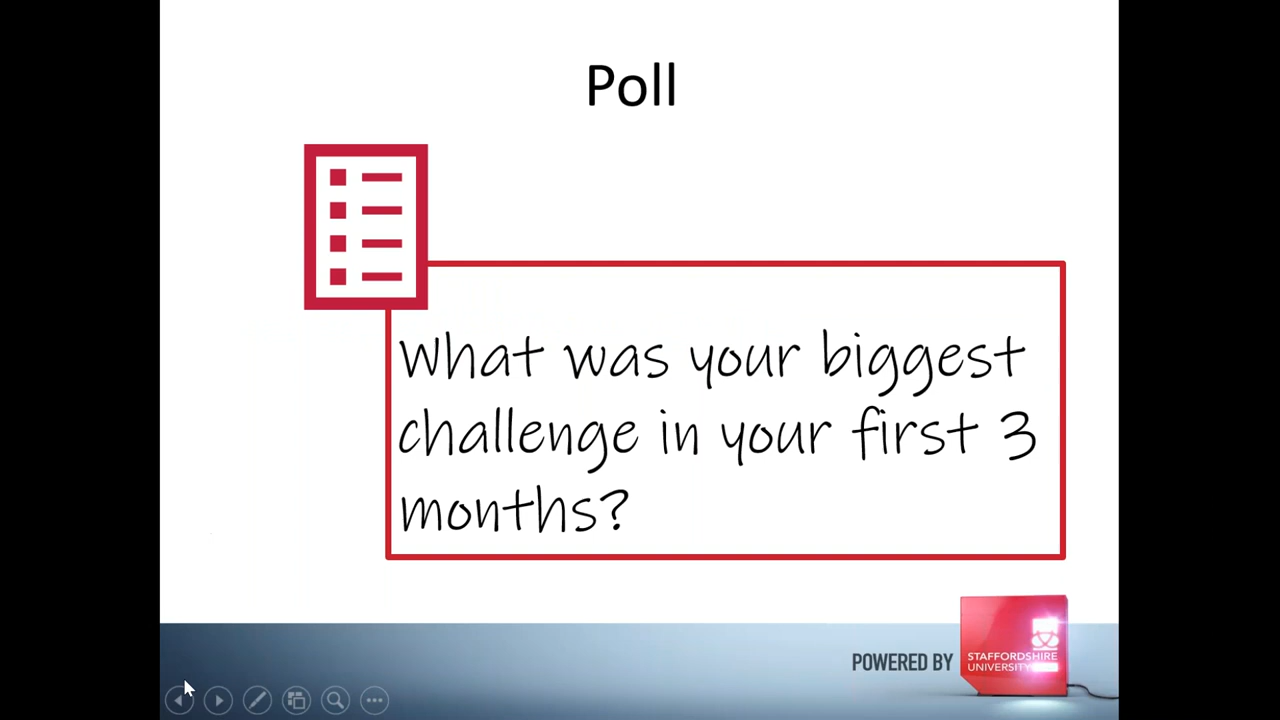 Poll
What was your biggest
challenge in your first 3
months?
POWERED BY
STAFFORDSHIRE
UNIVERSITY